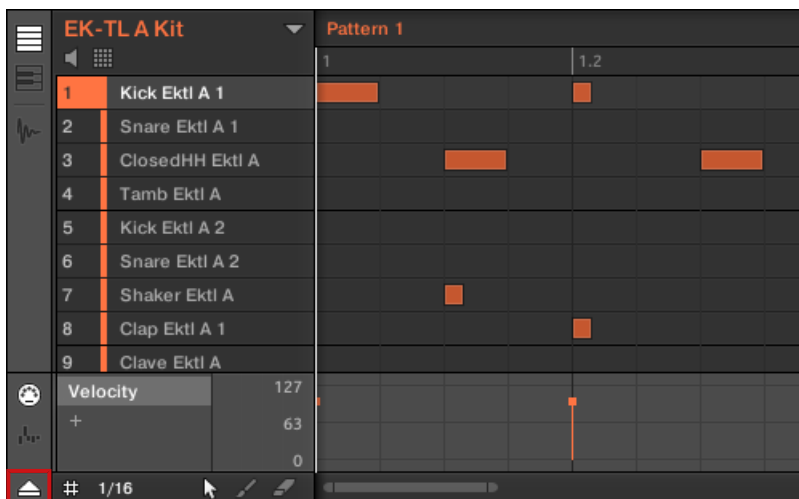 EK-TL A Kit
Pattern 1
1 1.2
1 Kick Ektl A 1
2 Snare Ektl A 1
3 ClosedHH Ektl A
4 Tamb Ektl A
5 Kick Ektl A 2
6 Snare Ektl A 2
7 Shaker Ektl A
8 Clap Ektl A 1
9 Clave Ektl A
Velocity 127
+ 63
0
# 1/16